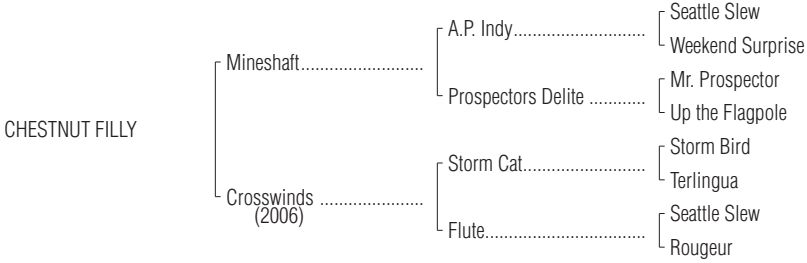 Seattle Slew
A.P. Indy..............................
Weekend Surprise
Mineshaft...........................
Mr. Prospector
Prospectors Delite .............
Up the Flagpole
CHESTNUT FILLY
Storm Bird
Storm Cat...........................
Terlingua
Crosswinds .......................
(2006)
Seattle Slew
Flute...................................
Rougeur